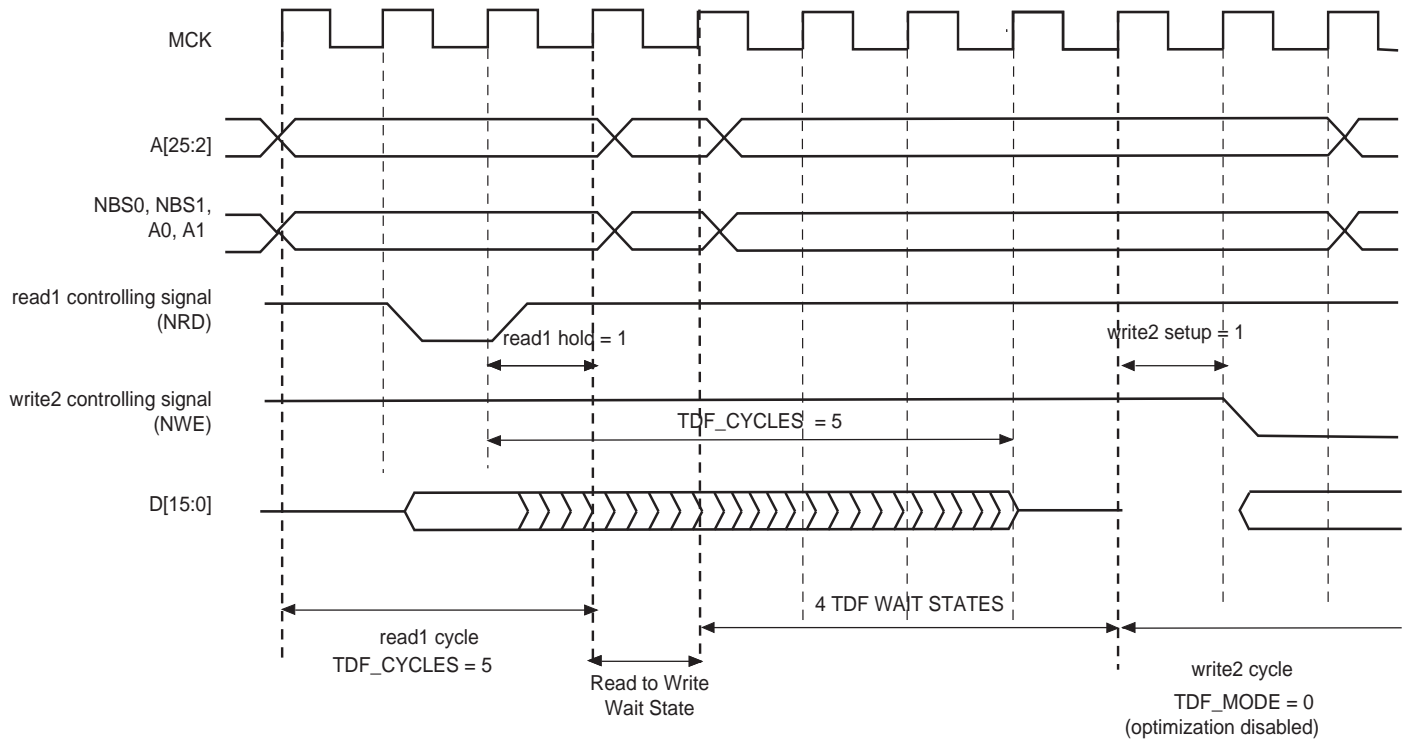 MCK
A[25:2]
NBS0, NBS1,
A0, A1
read1 controlling signal
(NRD)
read1 hold = 1
write2 setup = 1
write2 controlling signal
(NWE)
TDF_CYCLES = 5
D[15:0]
4 TDF WAIT STATES
read1 cycle
TDF_CYCLES = 5
Read to Write
Wait State
write2 cycle
TDF_MODE = 0
(optimization disabled)